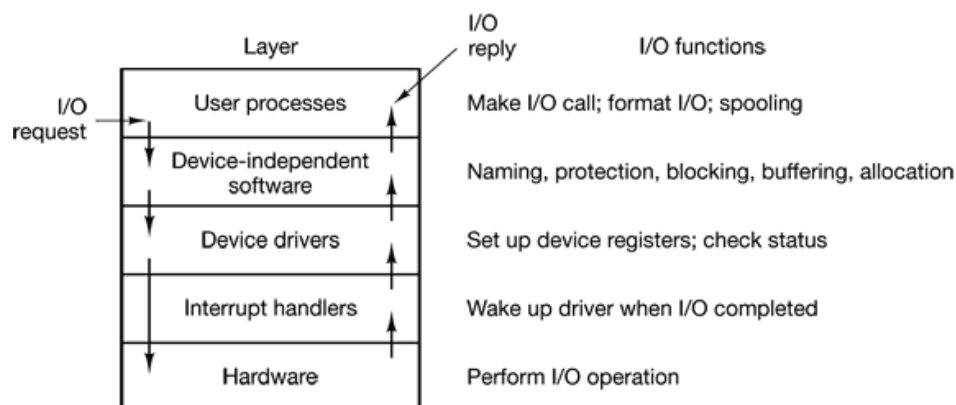 Layer
I/O
reply
I/O functions
I/O
request
User processes
Make I/O call; format I/O; spooling
Device-independent
software
Naming, protection, blocking, buffering, allocation
Device drivers
Set up device registers; check status
Interrupt handlers
Wake up driver when I/O completed
Hardware
Perform I/O operation